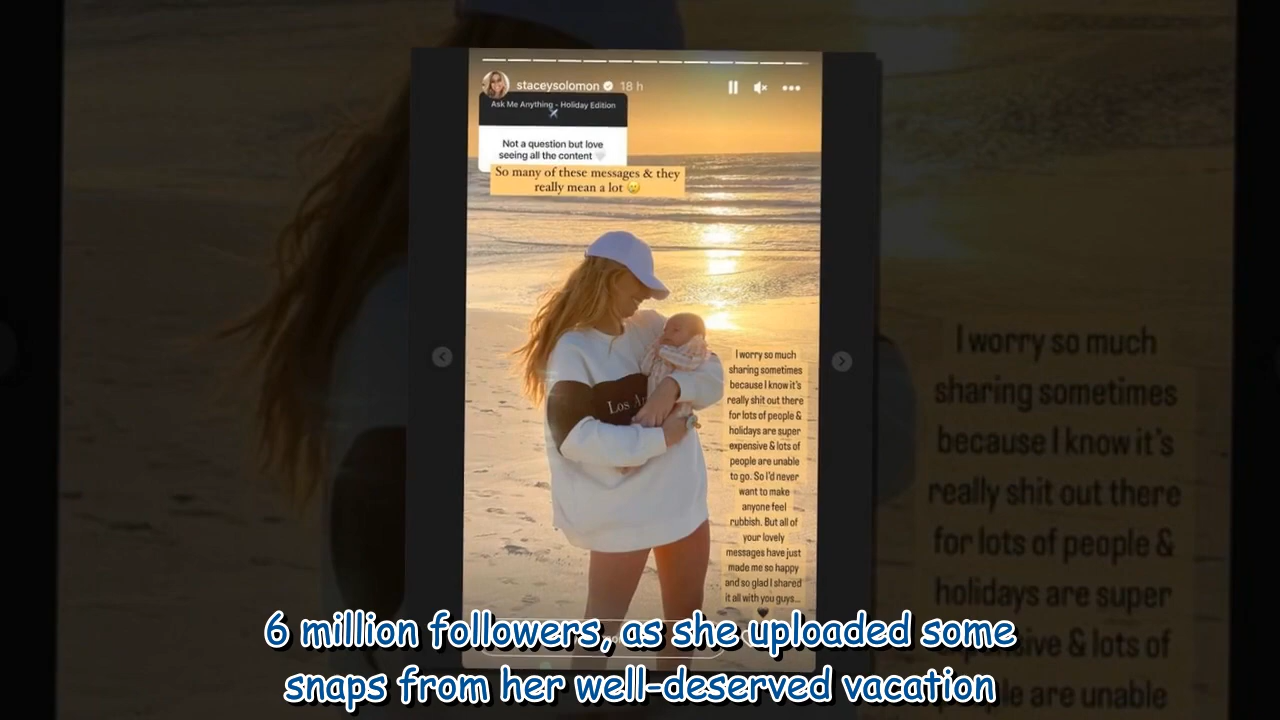 staceysolomon 18 h
Ask Me Anything - Holiday Edition
Not a question but love
seeing all the content
So many of these messages & they
really mean a lot
Los
I worry so much
sharing sometimes
because I know it's
really shit out there
for lots of people &
holidays are super
expensive & lots of
people are unable
to go. So I'd never
want to make
anyone feel
rubbish. But all of
your lovely
messages have just
made me so happy
and so glad I shared
it all with you guys...
I worry so much
sharing sometimes
because I know it's
really shit out there
for lots of people &
holidays are super
& lots of
are unable
6 million followers, as she uploaded some
snaps from her well-deserved vacation